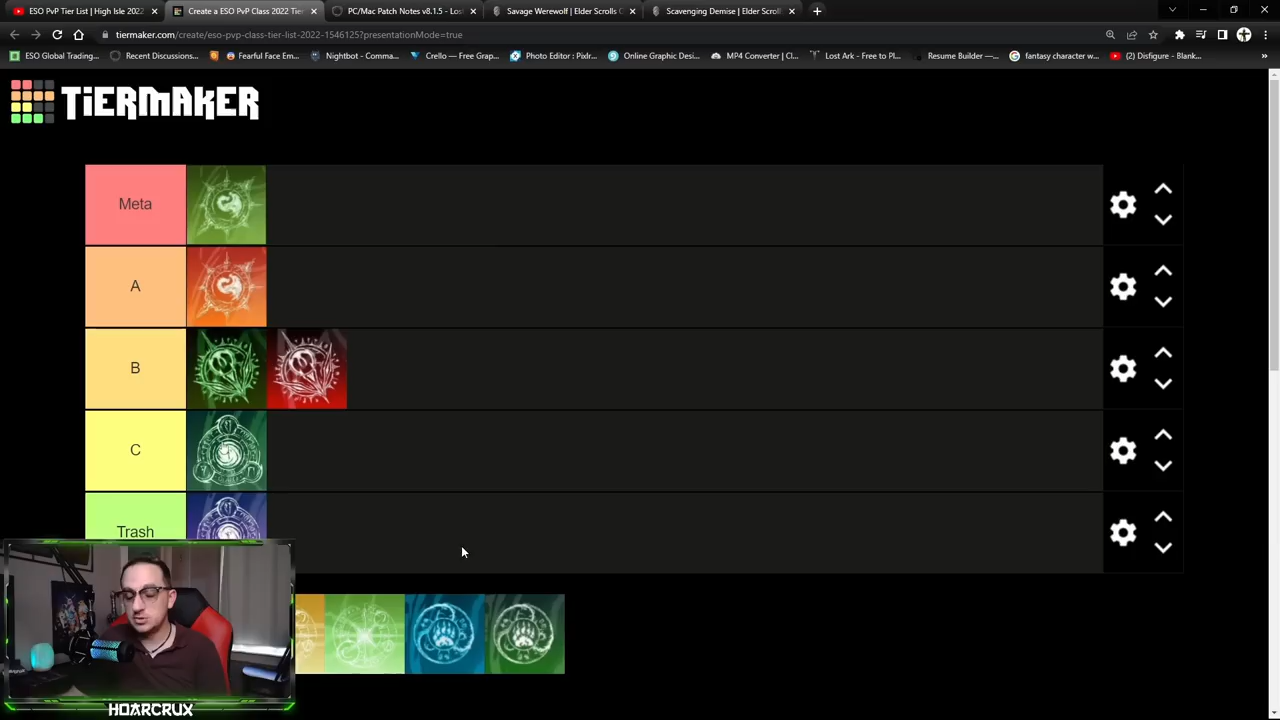 ESO PvP Tier List | High Isle 2022
Create a ESO PvP Class 2022 Tie
PC/Mac Patch Notes v8.1.5 - Los
Savage Werewolf | Elder Scrolls O
Scavenging Demise | Elder Scroll
tiermaker.com/create/eso-pvp-class-tier-list-2022-1546125?presentationMode=true
ESO Global Trading...
Recent Discussions...
Fearful Face Em...
Nightbot - Comma...
Crello — Free Grap...
Photo Editor : Pixlr...
Online Graphic Des...
MP4 Converter | Cl...
Lost Ark - Free to Pl...
Resume Builder —...
fantasy character w...
(2) Disfigure - Blank...
TiERMAKER
Meta
A
B
C
Trash
HOARCRUX